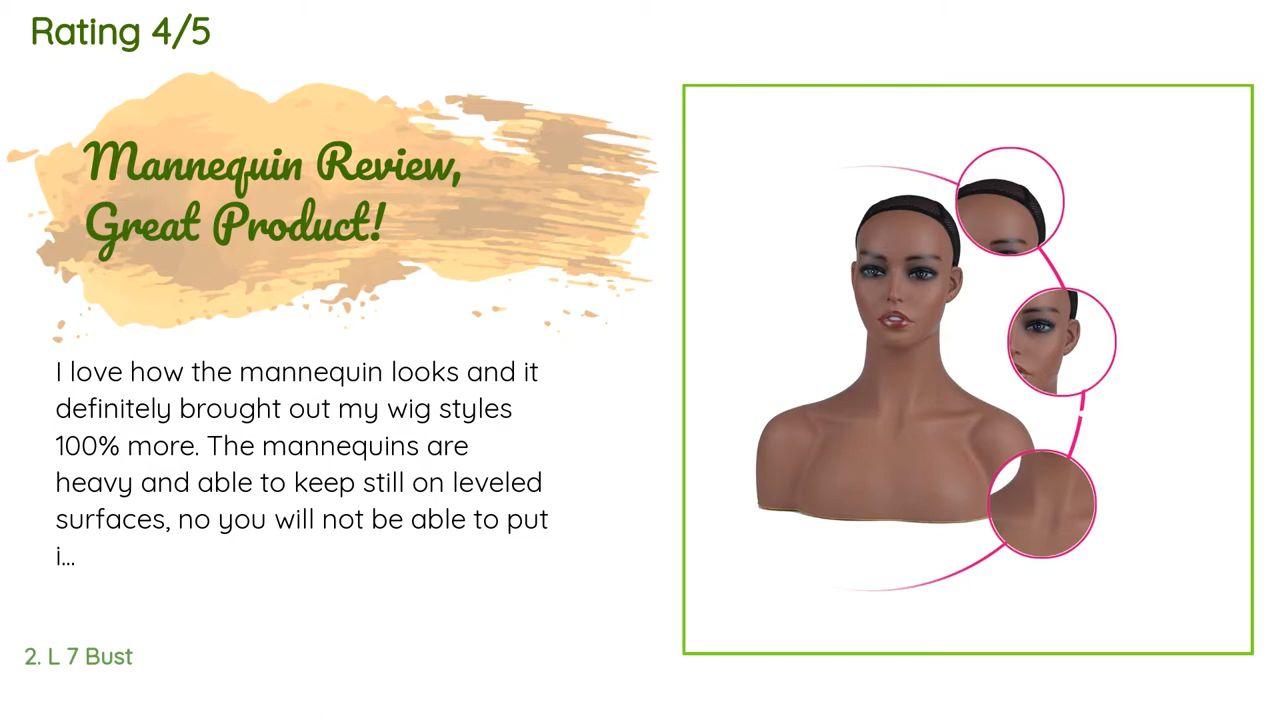 Rating 4/5
Mannequin Review,
Great Product!
I love how the mannequin looks and it
definitely brought out my wig styles
100% more. The mannequins are
heavy and able to keep still on leveled
surfaces, no you will not be able to put
i...
2. L 7 Bust